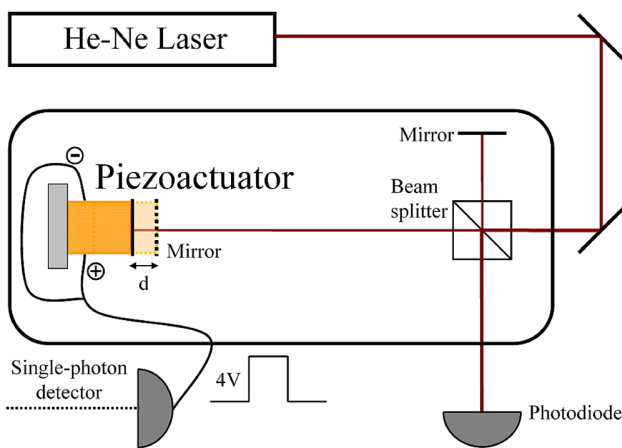 He-Ne Laser
Mirror
Piezoactuator
Beam
splitter
⊖
Mirror
⊕
d
Single-photon
detector
4V
Photodiode